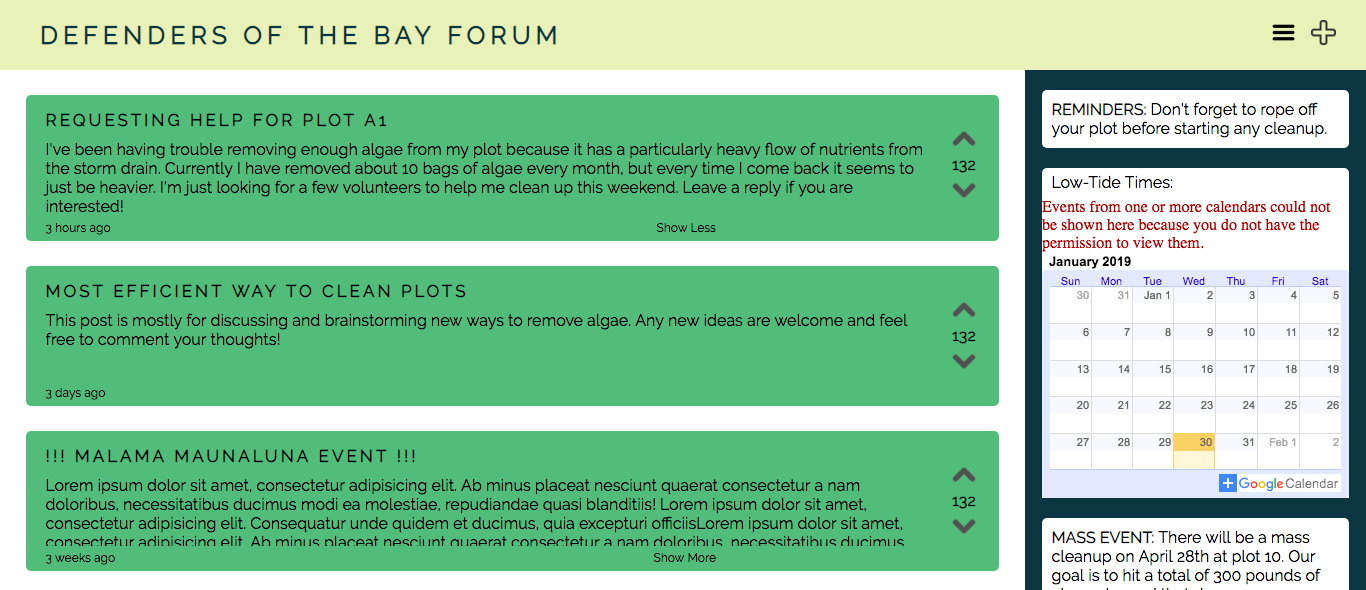 DEFENDERS OF THE BAY FORUM
REQUESTING HELP FOR PLOT A1
I've been having trouble removing enough algae from my plot because it has a particularly heavy flow of nutrients from
the storm drain. Currently I have removed about 10 bags of algae every month, but every time I come back it seems to
just be heavier. I'm just looking for a few volunteers to help me clean up this weekend. Leave a reply if you are
interested!
132
3 hours ago
Show Less
MOST EFFICIENT WAY TO CLEAN PLOTS
This post is mostly for discussing and brainstorming new ways to remove algae. Any new ideas are welcome and feel
free to comment your thoughts!
132
3 days ago
!!! MALAMA MAUNALUNA EVENT !!!
Lorem ipsum dolor sit amet, consectetur adipisicing elit. Ab minus placeat nesciunt quaerat consectetur a nam
doloribus, necessitatibus ducimus modi ea molestiae, repudiandae quasi blanditiis! Lorem ipsum dolor sit amet,
consectetur adipisicing elit. Consequatur unde quidem et ducimus, quia excepturi officiisLorem ipsum dolor sit amet,
consectetur adipisicing elit. Ab minus placeat nesciunt quaerat consectetur a nam doloribus, necessitatibus ducimus
132
3 weeks ago
Show More
REMINDERS: Don't forget to rope off
your plot before starting any cleanup.
Low-Tide Times:
Events from one or more calendars could not
be shown here because you do not have the
permission to view them.
January 2019
Sun Mon Tue Wed Thu Fri Sat
30 31 Jan 1 2 3 4 5
6 7 8 9 10 11 12
13 14 15 16 17 18 19
20 21 22 23 24 25 26
27 28 29 30 31 Feb 1 2
Google Calendar
MASS EVENT: There will be a mass
cleanup on April 28th at plot 10. Our
goal is to hit a total of 300 pounds of